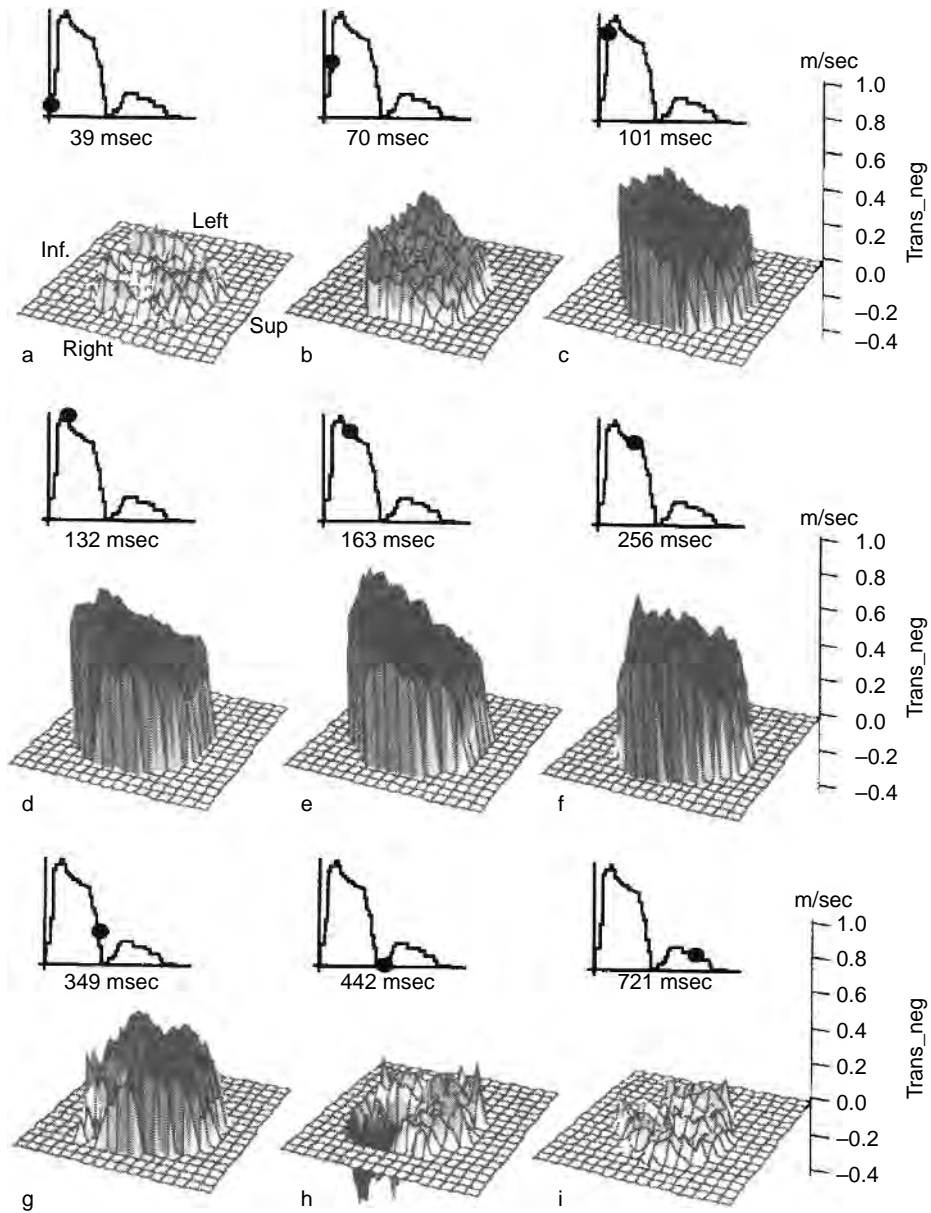 39 msec
70 msec
101 msec
m/sec
1.0
0.8
0.6
0.4
0.2
0.0
–0.2
–0.4
Trans_neg
Inf.
Left
Right
Sup
a
b
c
132 msec
163 msec
256 msec
m/sec
1.0
0.8
0.6
0.4
0.2
0.0
–0.2
–0.4
Trans_neg
d
e
f
349 msec
442 msec
721 msec
m/sec
1.0
0.8
0.6
0.4
0.2
0.0
–0.2
–0.4
Trans_neg
g
h
i